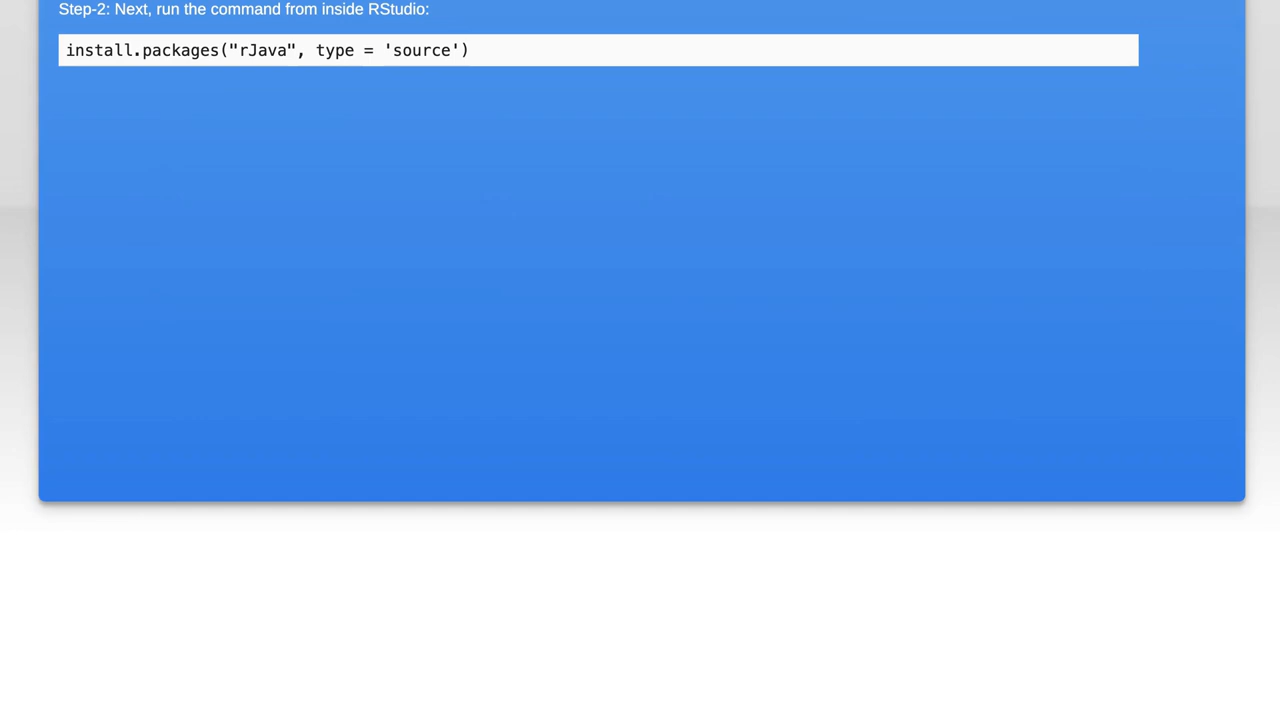 Step-2: Next, run the command from inside RStudio:
install.packages("rJava", type = 'source')